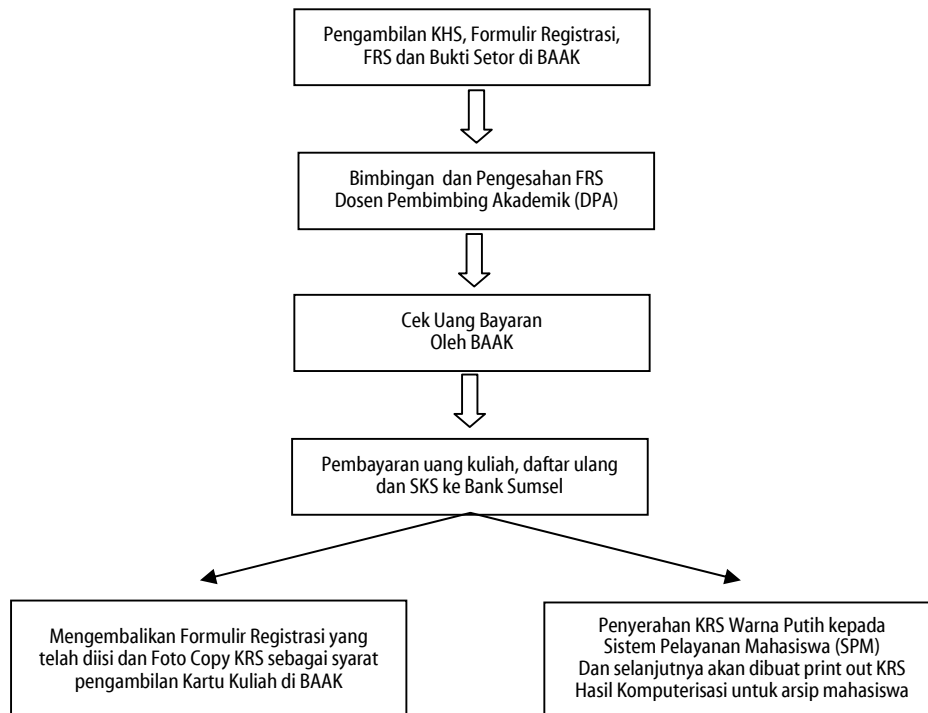 Pengambilan KHS, Formulir Registrasi,
FRS dan Bukti Setor di BAAK
Bimbingan dan Pengesahan FRS
Dosen Pembimbing Akademik (DPA)
Cek Uang Bayaran
Oleh BAAK
Pembayaran uang kuliah, daftar ulang
dan SKS ke Bank Sumsel
Mengembalikan Formulir Registrasi yang
telah diisi dan Foto Copy KRS sebagai syarat
pengambilan Kartu Kuliah di BAAK
Penyerahan KRS Warna Putih kepada
Sistem Pelayanan Mahasiswa (SPM)
Dan selanjutnya akan dibuat print out KRS
Hasil Komputerisasi untuk arsip mahasiswa